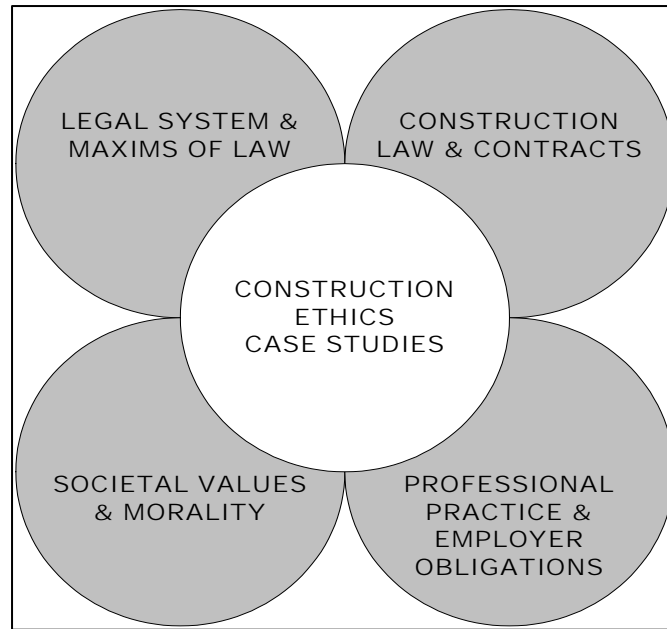 LEGAL SYSTEM &
MAXIMS OF LAW
CONSTRUCTION
LAW & CONTRACTS
CONSTRUCTION
ETHICS
CASE STUDIES
SOCIETAL VALUES
& MORALITY
PROFESSIONAL
PRACTICE &
EMPLOYER
OBLIGATIONS